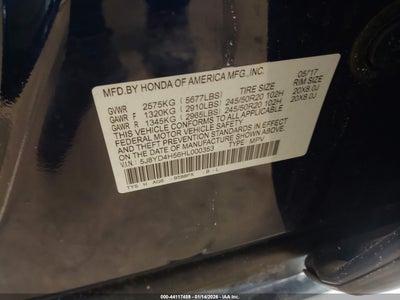 MFD.BY HONDA OF AMERICA MFG.,INC. 05/17
GVWR 2575KG (5677LBS) TIRE SIZE RIM SIZE
GAWR F 1320KG (2910LBS) 245/50R20 102H 20X8.0J
GAWR R 1345KG (2965LBS) 245/50R20 102H 20X8.0J
THIS VEHICLE CONFORMS TO ALL APPLICABLE
FEDERAL MOTOR VEHICLE SAFETY, BUMPER AND
THEFT PREVENTION STANDARDS IN EFFECT ON THE
DATE OF MANUFACTURE SHOWN ABOVE.
V.I.N.: 5J8YD4H56HL000353 TYPE: MPV
TYPE H B-L
©44-44117459 - 01/14/2026 - IAA